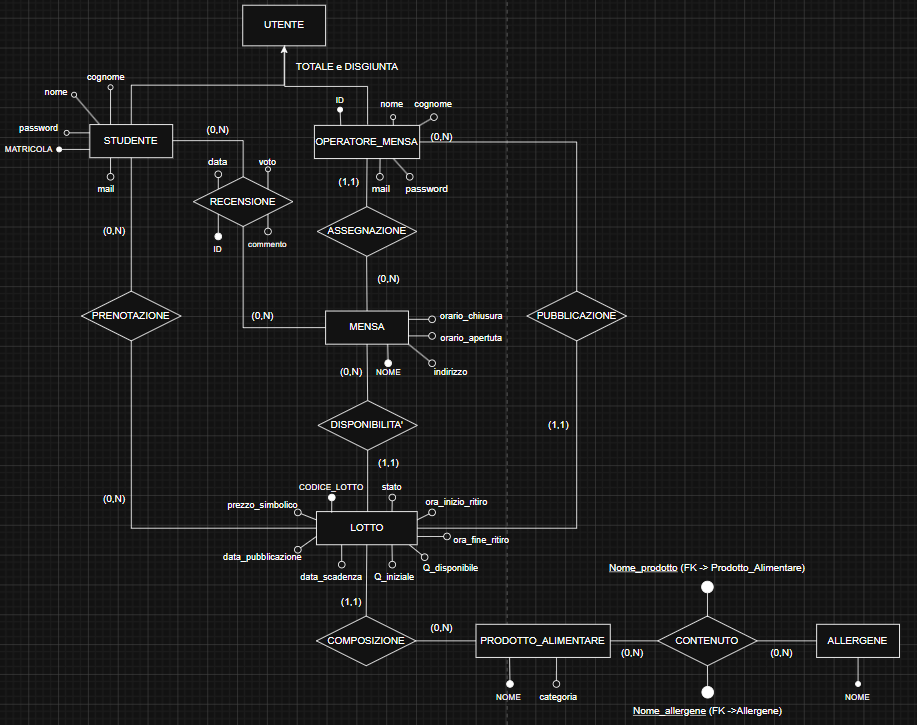 UTENTE
TOTALE e DISGIUNTA
cognome
nome
password
MATRICOLA
STUDENTE
mail
(0,N)
ID
nome
cognome
OPERATORE_MENSA
(0,N)
mail
password
(1,1)
data
voto
RECENSIONE
ID
commento
ASSEGNAZIONE
(0,N)
(0,N)
PRENOTAZIONE
(0,N)
MENSA
orario_chiusura
orario_apertuta
NOME
indirizzo
PUBBLICAZIONE
(0,N)
DISPONIBILITA'
(1,1)
(1,1)
(0,N)
CODICE_LOTTO
stato
prezzo_simbolico
ora_inizio_ritiro
LOTTO
ora_fine_ritiro
data_pubblicazione
data_scadenza
Q_iniziale
Q_disponibile
(1,1)
COMPOSIZIONE
(0,N)
PRODOTTO_ALIMENTARE
NOME
categoria
(0,N)
Nome_prodotto (FK -> Prodotto_Alimentare)
CONTENUTO
Nome_allergene (FK ->Allergene)
(0,N)
ALLERGENE
NOME